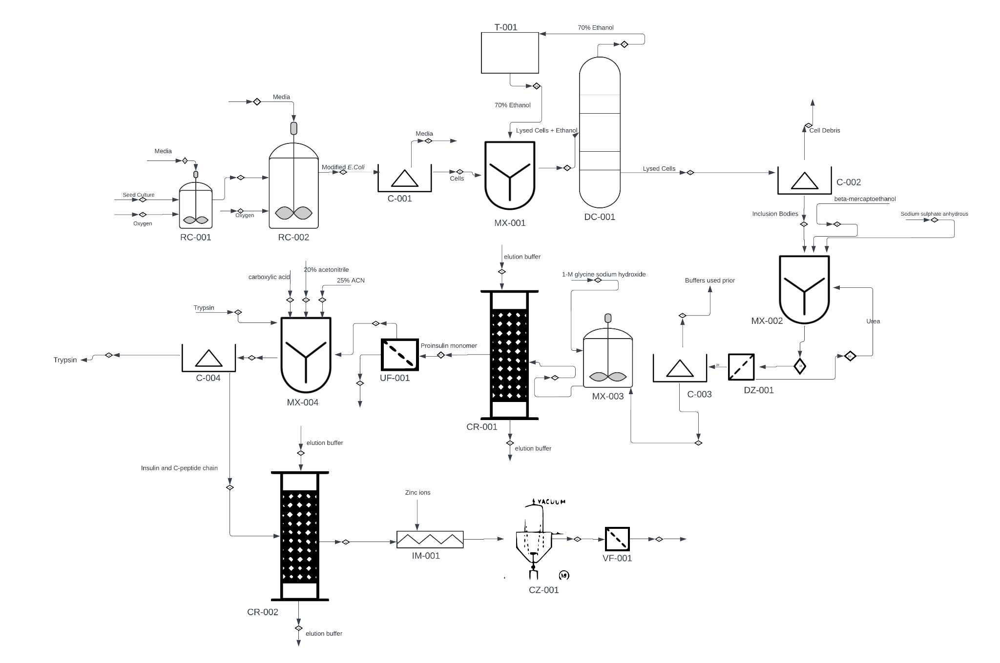 T-001
70% Ethanol
70% Ethanol
Media
Media
Seed Culture
Oxygen
RC-001
Oxygen
RC-002
Modified E.Coli
Media
C-001
Cells
Lysed Cells + Ethanol
MX-001
DC-001
Lysed Cells
Cell Debris
C-002
Inclusion Bodies
beta-mercaptoethanol
Sodium sulphate anhydrous
MX-002
Urea
18
19
20
DZ-001
Buffers used prior
C-003
1-M glycine sodium hydroxide
MX-003
elution buffer
CR-001
elution buffer
Proinsulin monomer
UF-001
carboxylic acid
20% acetonitrile
25% ACN
Trypsin
MX-004
C-004
Trypsin
Insulin and C-peptide chain
elution buffer
CR-002
elution buffer
Zinc ions
IM-001
VACUUM
18
CZ-001
VF-001